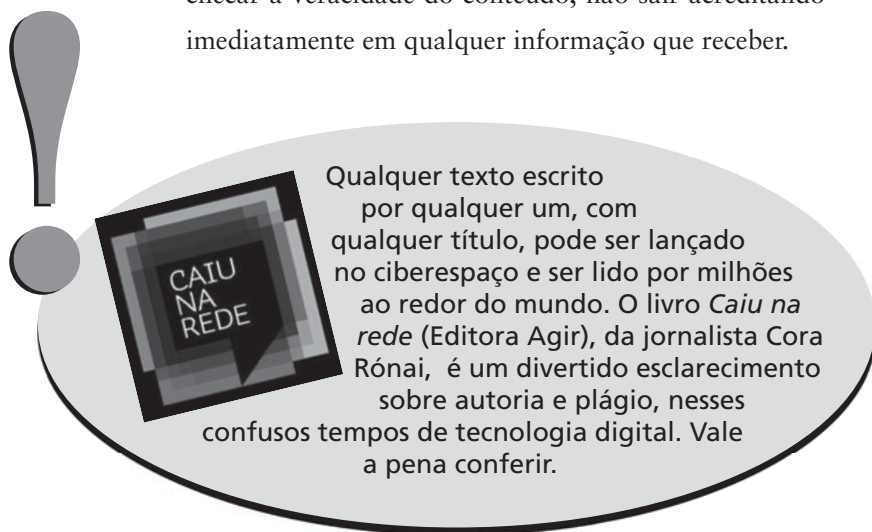 checar a veracidade do conteúdo, não sair acreditando
imediatamente em qualquer informação que receber.
CAIU
NA
REDE
Qualquer texto escrito
por qualquer um, com
qualquer título, pode ser lançado
no ciberespaço e ser lido por milhões
ao redor do mundo. O livro Caiu na
rede (Editora Agir), da jornalista Cora
Rónai, é um divertido esclarecimento
sobre autoria e plágio, nesses
confusos tempos de tecnologia digital. Vale
a pena conferir.